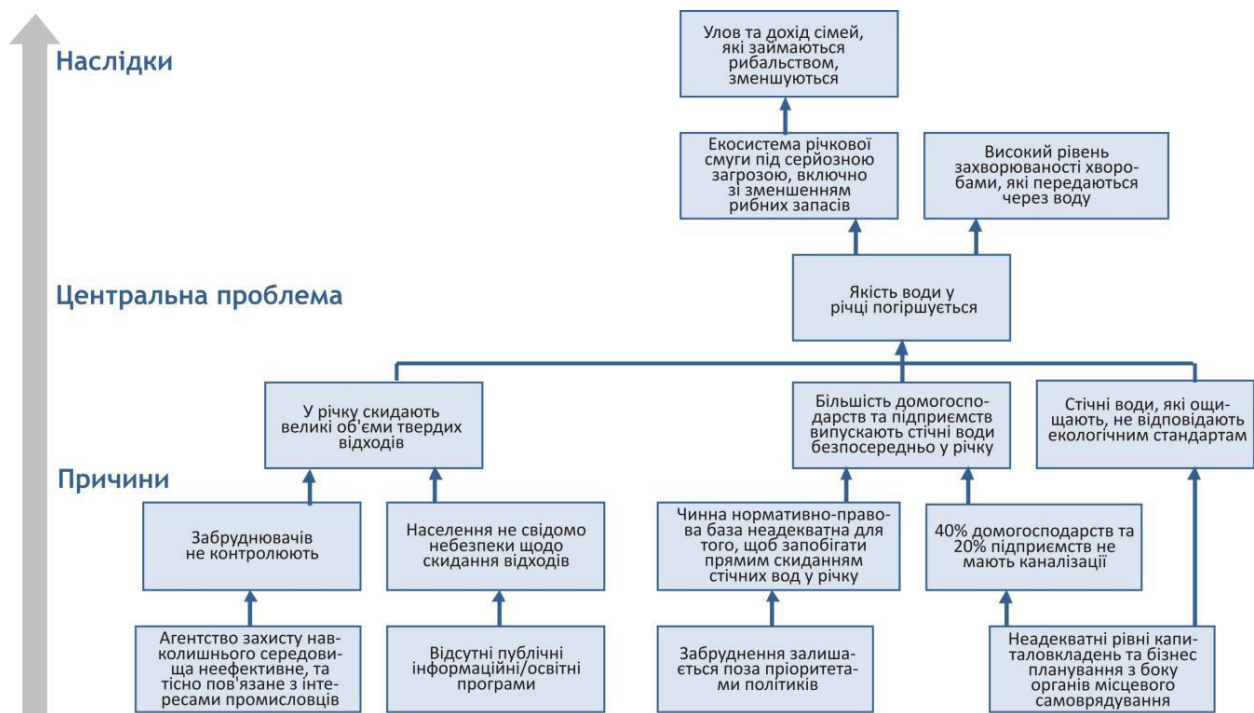 Улов та дохід сімей,
які займаються
рибальством,
зменшуються
Наслідки
Екосистема річкової
смуги під серйозною
загрозою, включно
зі зменшенням
рибних запасів
Високий рівень
захворюваності хворо-
бами, які передаються
через воду
Центральна проблема
Якість води у
річці погіршується
У річку скидають
великі об'єми твердих
відходів
Більшість домогоспо-
дарств та підприємств
випускають стічні води
безпосередньо у річку
Стічні води, які ощи-
щають, не відповідають
екологічним стандартам
Причини
Забруднювачів
не контролюють
Населення не свідомо
небезпеки щодо
скидання відходів
Чинна нормативно-право-
ва база неадекватна для
того, щоб запобігати
прямим скиданням
стічних вод у річку
40% домогосподарств та
20% підприємств не
мають каналізації
Агентство захисту нав-
колишнього середови-
ща неефективне, та
тісно пов'язане з інте-
ресами промисловців
Відсутні публічні
інформаційні/освітні
програми
Забруднення залиша-
ється поза пріоритета-
ми політиків
Неадекватні рівні капи-
таловкладень та бізнес
планування з боку
органів місцевого
самоврядування